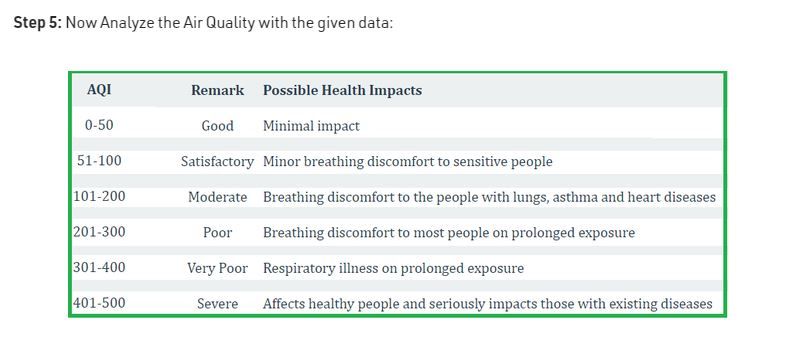 Step 5: Now Analyze the Air Quality with the given data:
AQI Remark Possible Health Impacts
0-50 Good Minimal impact
51-100 Satisfactory Minor breathing discomfort to sensitive people
101-200 Moderate Breathing discomfort to the people with lungs, asthma and heart diseases
201-300 Poor Breathing discomfort to most people on prolonged exposure
301-400 Very Poor Respiratory illness on prolonged exposure
401-500 Severe Affects healthy people and seriously impacts those with existing diseases